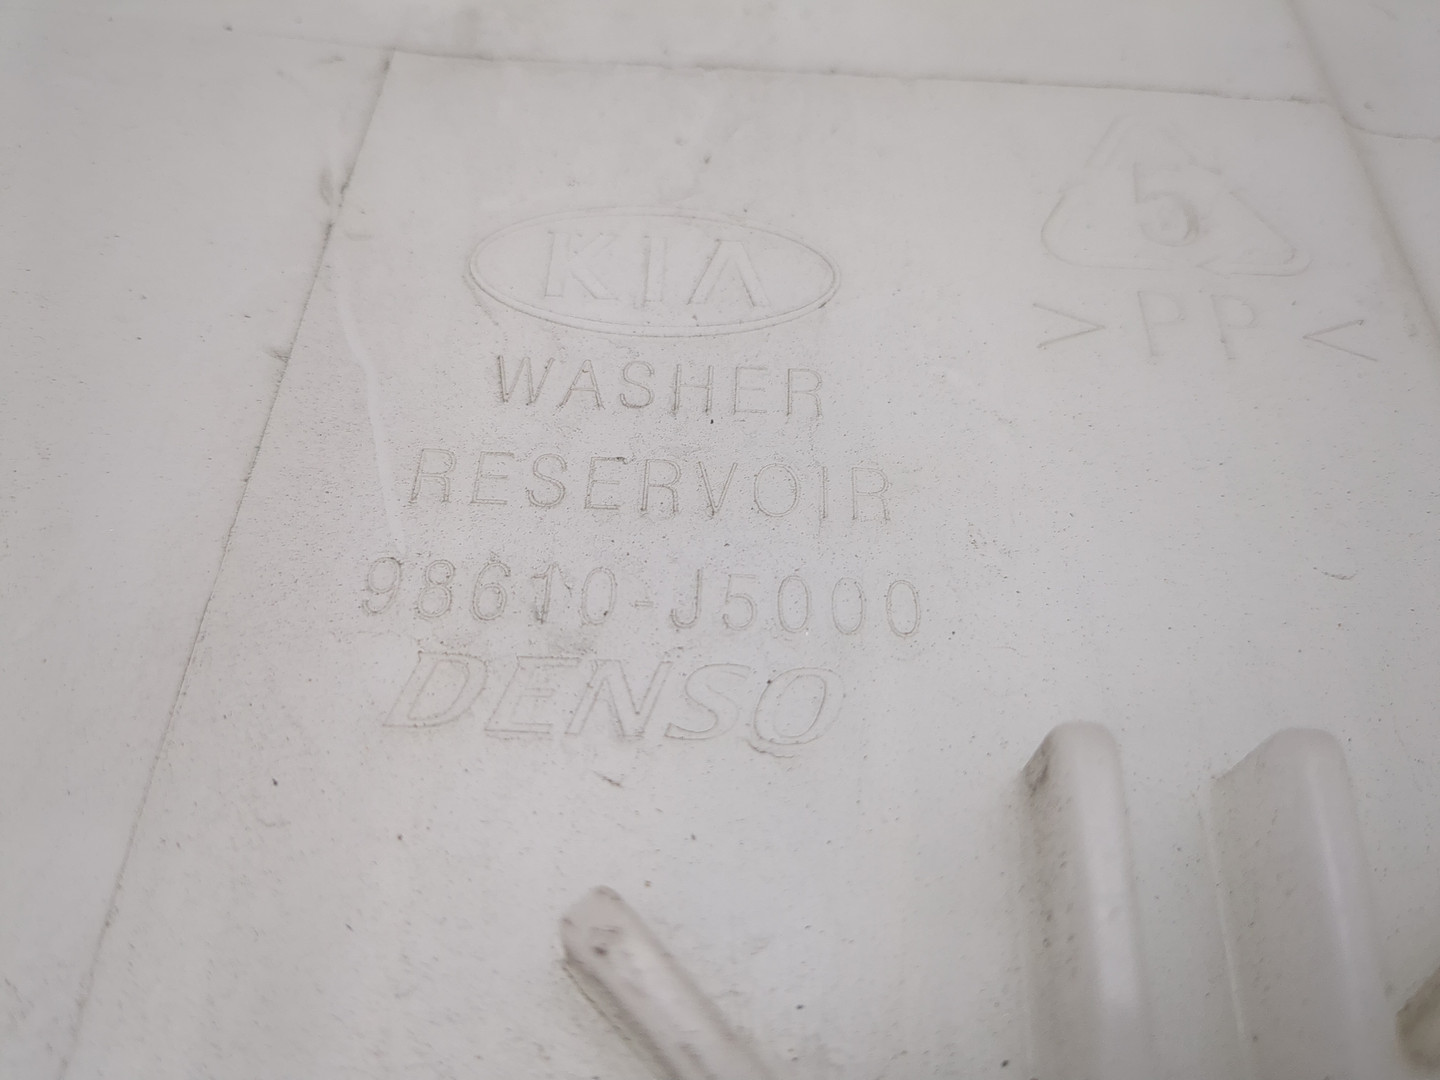 KIA
WASHER
RESERVOIR
98610-J5000
DENSO
5
>PP<